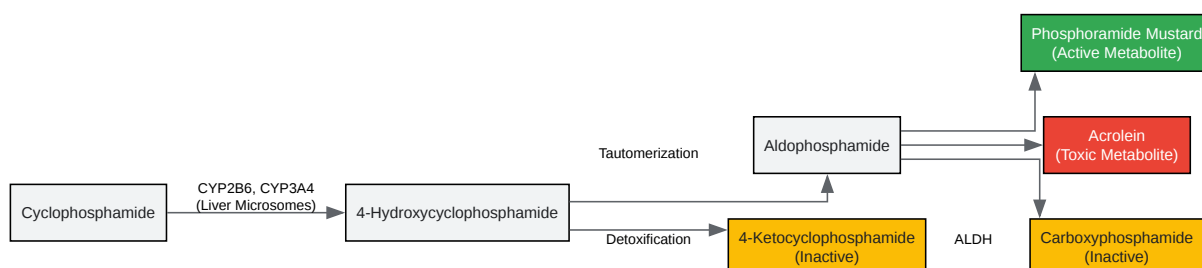 Phosphoramide Mustard
(Active Metabolite)
Aldophosphamide
Acrolein
(Toxic Metabolite)
Tautomerization
Cyclophosphamide
CYP2B6, CYP3A4
(Liver Microsomes)
4-Hydroxycyclophosphamide
Detoxification
4-Ketocyclophosphamide
(Inactive)
ALDH
Carboxyphosphamide
(Inactive)